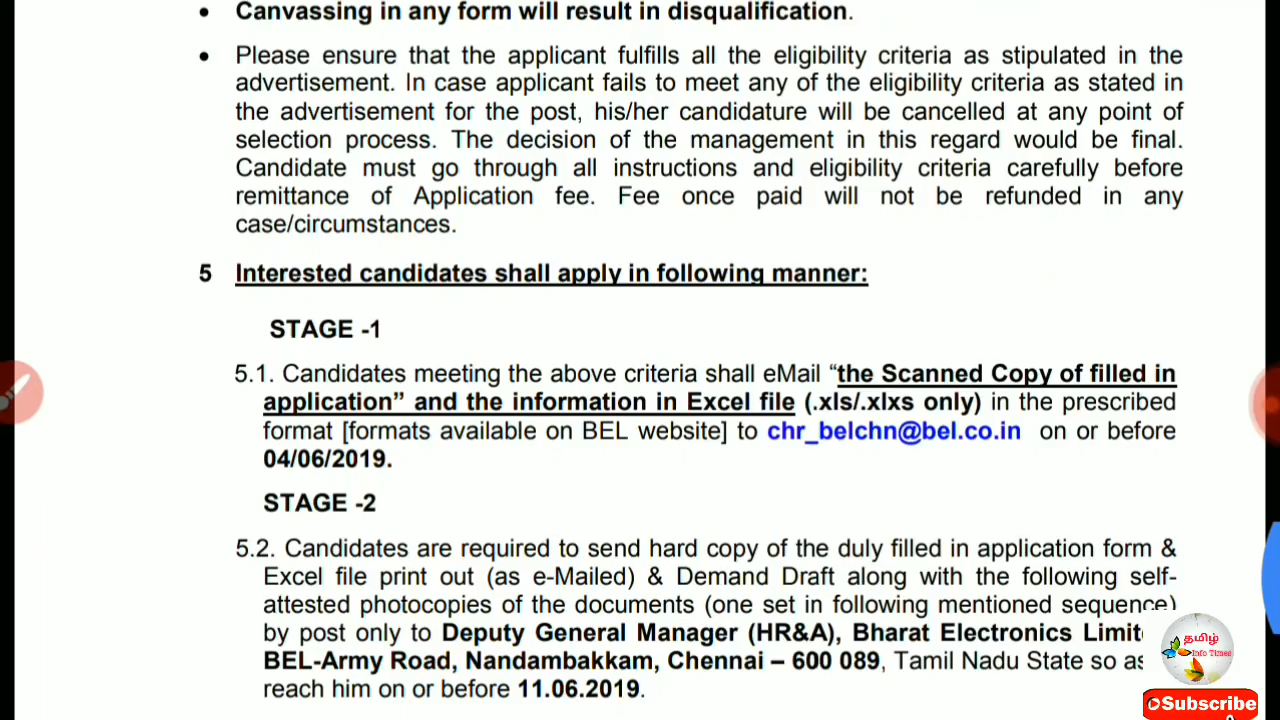 • Canvassing in any form will result in disqualification.
• Please ensure that the applicant fulfills all the eligibility criteria as stipulated in the
advertisement. In case applicant fails to meet any of the eligibility criteria as stated in
the advertisement for the post, his/her candidature will be cancelled at any point of
selection process. The decision of the management in this regard would be final.
Candidate must go through all instructions and eligibility criteria carefully before
remittance of Application fee. Fee once paid will not be refunded in any
case/circumstances.
5 Interested candidates shall apply in following manner:
STAGE -1
5.1. Candidates meeting the above criteria shall eMail “the Scanned Copy of filled in
application” and the information in Excel file (.xls/.xlxs only) in the prescribed
format [formats available on BEL website] to chr_belchn@bel.co.in on or before
04/06/2019.
STAGE -2
5.2. Candidates are required to send hard copy of the duly filled in application form &
Excel file print out (as e-Mailed) & Demand Draft along with the following self-
attested photocopies of the documents (one set in following mentioned sequence)
by post only to Deputy General Manager (HR&A), Bharat Electronics Limit
BEL-Army Road, Nandambakkam, Chennai – 600 089, Tamil Nadu State so as
reach him on or before 11.06.2019.
தமிழ்
Info Times
Subscribe